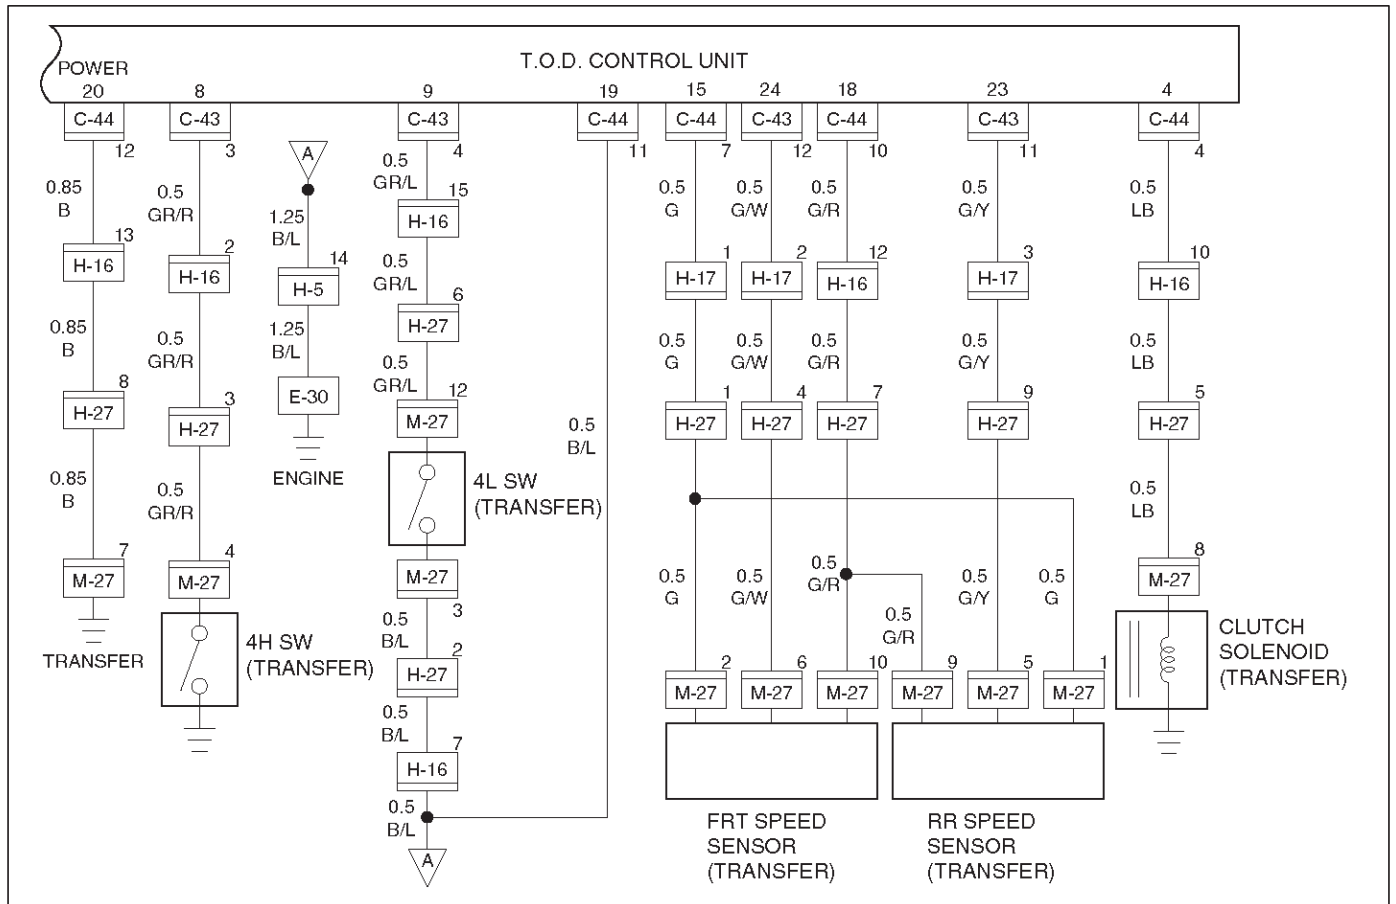 T.O.D. CONTROL UNIT
POWER
20 8 9 19 15 24 18 23 4
C-44 C-43 C-43 C-44 C-44 C-43 C-44 C-43 C-44
12 3 4 11 7 12 10 11 4
A
0.85
B
13
H-16
0.85
B
8
H-27
0.85
B
7
M-27
TRANSFER
0.5
GR/R
2
H-16
0.5
GR/R
3
H-27
0.5
GR/R
4
M-27
4H SW
(TRANSFER)
1.25
B/L
14
H-5
1.25
B/L
E-30
ENGINE
0.5
GR/L
15
H-16
0.5
GR/L
6
H-27
0.5
GR/L
12
M-27
4L SW
(TRANSFER)
M-27
3
0.5
B/L
2
H-27
0.5
B/L
7
H-16
0.5
B/L
A
0.5
B/L
0.5
G
1
H-17
0.5
G
1
H-27
0.5
G
2
M-27
0.5
G/W
2
H-17
0.5
G/W
4
H-27
0.5
G/W
6
M-27
0.5
G/R
12
H-16
0.5
G/R
7
H-27
0.5
G/R
10
M-27
FRT SPEED
SENSOR
(TRANSFER)
0.5
G/R
9
M-27
0.5
G/Y
3
H-17
0.5
G/Y
9
H-27
0.5
G/Y
5
M-27
0.5
G
1
M-27
RR SPEED
SENSOR
(TRANSFER)
0.5
LB
10
H-16
0.5
LB
5
H-27
0.5
LB
8
M-27
CLUTCH
SOLENOID
(TRANSFER)